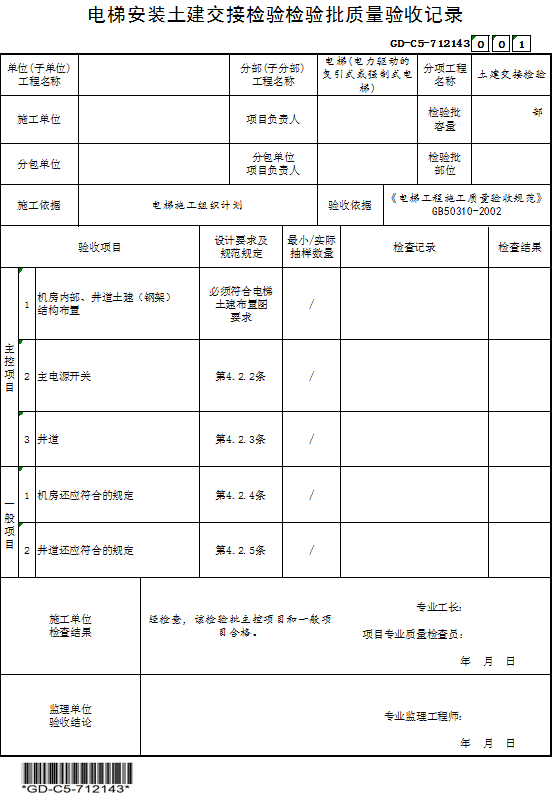 电梯安装土建交接检验检验批质量验收记录
GD-C5-712143 0 0 1
单位(子单位)
工程名称
分部(子分部)
工程名称
电梯(电力驱动的
曳引式或强制式电
梯)
分项工程
名称
土建交接检验
施工单位
项目负责人
检验批
容量
部
分包单位
分包单位
项目负责人
检验批
部位
施工依据
电梯施工组织计划
验收依据
《电梯工程施工质量验收规范》
GB50310-2002
验收项目
设计要求及
规范规定
最小/实际
抽样数量
检查记录
检查结果
主控项目
1
机房内部、井道土建（钢架）
结构布置
必须符合电梯
土建布置图
要求
/
2
主电源开关
第4.2.2条
/
3
井道
第4.2.3条
/
一般项目
1
机房还应符合的规定
第4.2.4条
/
2
井道还应符合的规定
第4.2.5条
/
施工单位
检查结果
经检查，该检验批主控项目和一般项
目合格。
专业工长：
项目专业质量检查员：
年 月 日
监理单位
验收结论
专业监理工程师：
年 月 日
*GD-C5-712143*